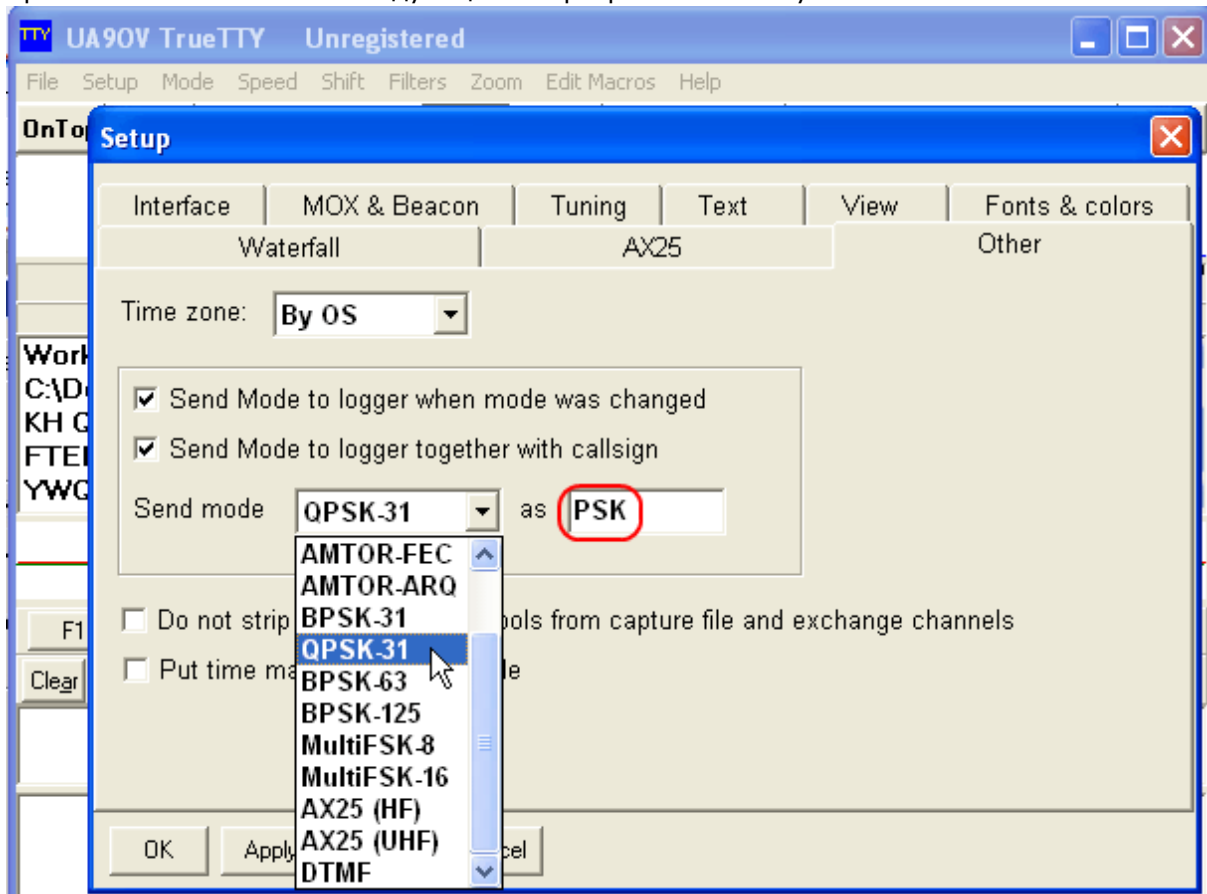 TTY UA9OV TrueTTY Unregistered
File Setup Mode Speed Shift Filters Zoom Edit Macros Help
Setup
Interface MOX & Beacon Tuning Text View Fonts & colors
Waterfall AX25 Other
Time zone: By OS
Send Mode to logger when mode was changed
Send Mode to logger together with callsign
Send mode QPSK-31 as PSK
AMTOR-FEC
AMTOR-ARQ
BPSK-31
QPSK-31
BPSK-63
BPSK-125
MultiFSK-8
MultiFSK-16
AX25 (HF)
AX25 (UHF)
DTMF
Do not strip from capture file and exchange channels
Put time
F1
Clear
OK Apply
KH